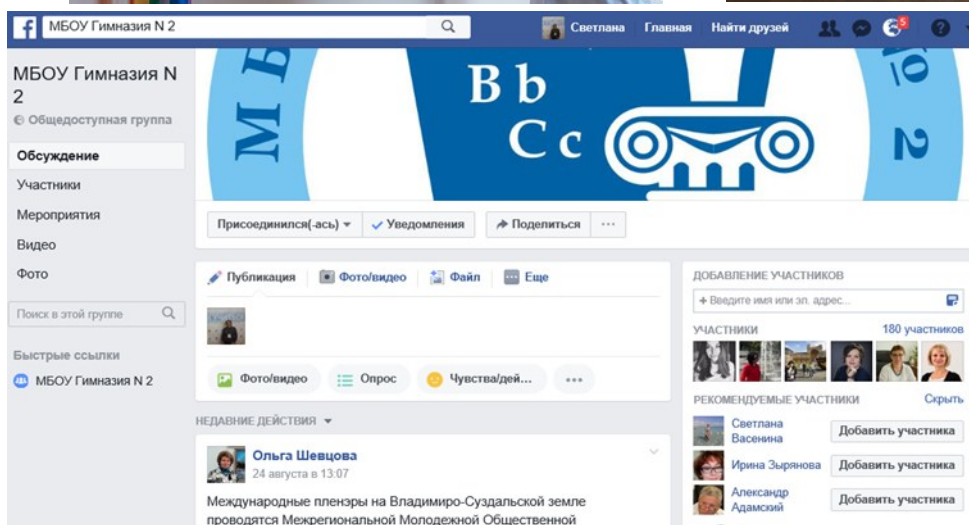 МБОУ Гимназия N 2
Светлана Главная Найти друзей 5
МБОУ Гимназия N
2
Общедоступная группа
Обсуждение
Участники
Мероприятия
Видео
Фото
Поиск в этой группе
Быстрые ссылки
МБОУ Гимназия N 2
М Б
B b
C c
№ 2
Присоединился(-ась) Уведомления Поделиться ...
Публикация Фото/видео Файл Еще
Фото/видео Опрос Чувства/дей... ...
НЕДАВНИЕ ДЕЙСТВИЯ
Ольга Шевцова
24 августа в 13:07
Международные пленэры на Владимиро-Суздальской земле
проводятся Межрегиональной Молодежной Общественной
ДОБАВЛЕНИЕ УЧАСТНИКОВ
+ Введите имя или эл. адрес...
УЧАСТНИКИ 180 участников
РЕКОМЕНДУЕМЫЕ УЧАСТНИКИ Скрыть
Светлана
Васенина
Добавить участника
Ирина Зырянова Добавить участника
Александр
Адамский
Добавить участника